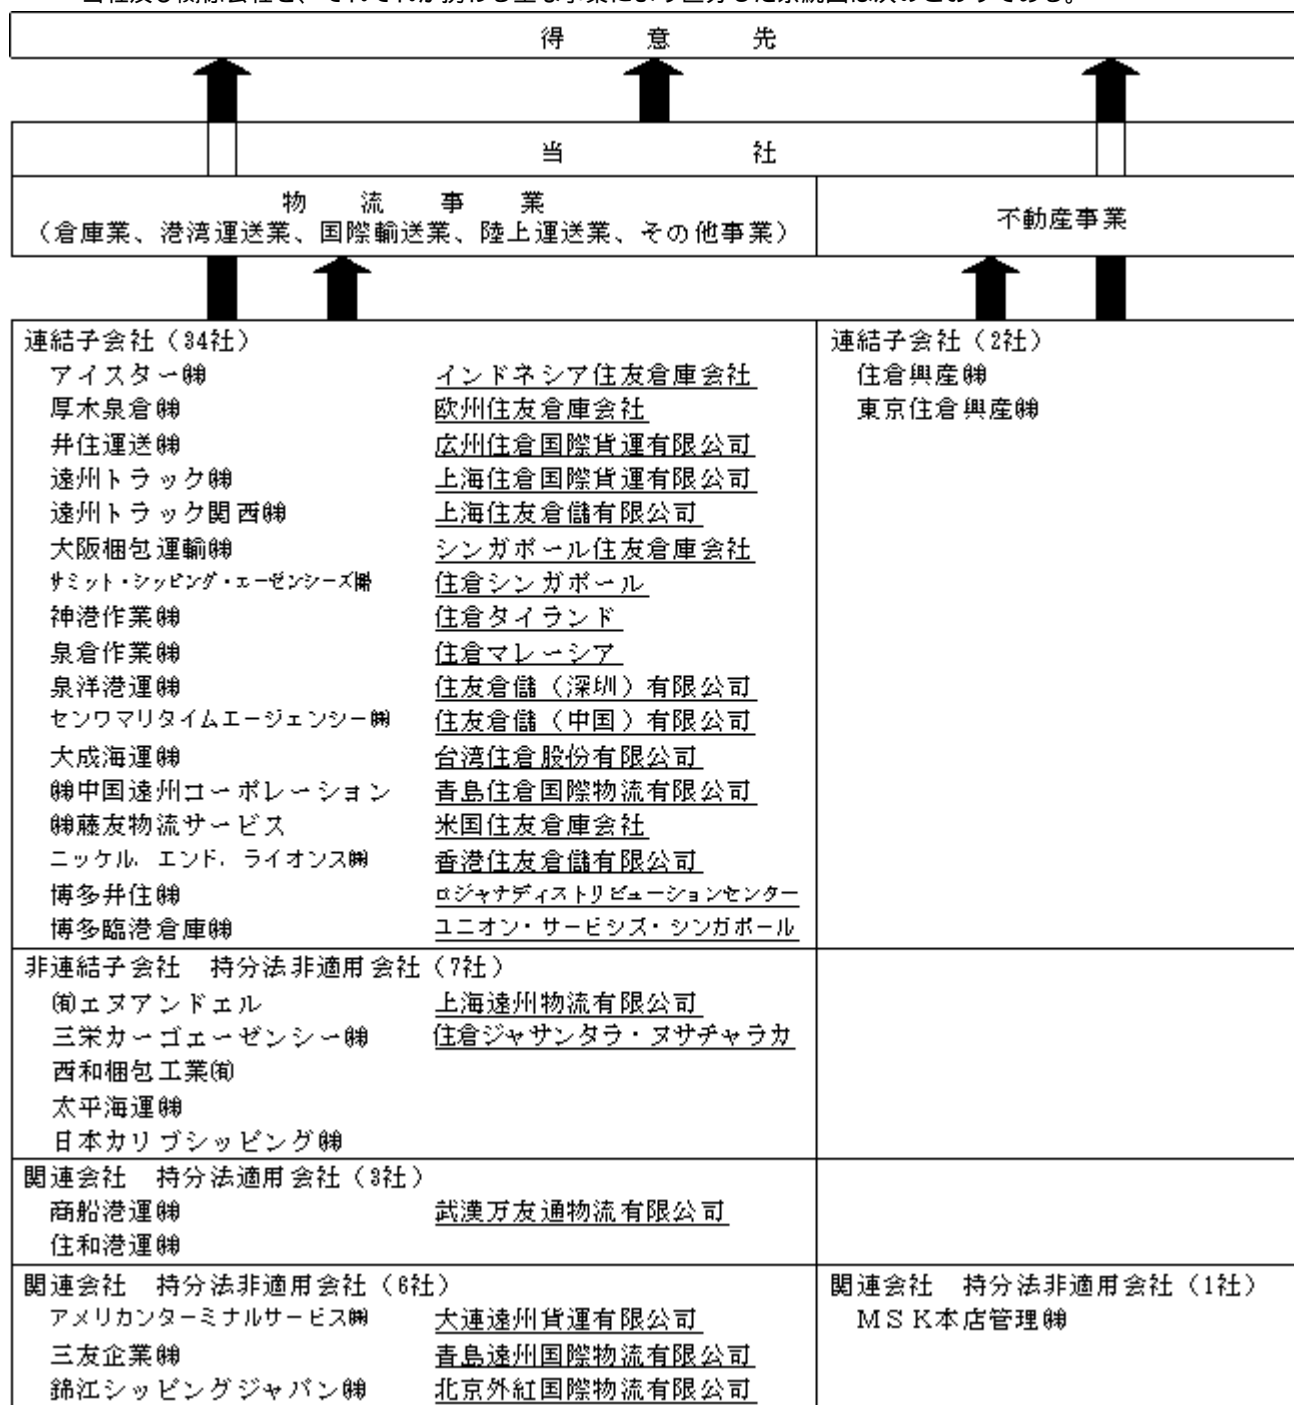 得意先
当社
物流事業
(倉庫業、港湾運送業、国際輸送業、陸上運送業、その他事業)
不動産事業
連結子会社(34社)
アイスター㈱ インドネシア住友倉庫会社
厚木泉倉㈱ 欧州住友倉庫会社
井住運送㈱ 広州住倉国際貨運有限公司
遠州トラック㈱ 上海住倉国際貨運有限公司
遠州トラック関西㈱ 上海住友倉儲有限公司
大阪梱包運輸㈱ シンガポール住友倉庫会社
サミット・シッピング・エーゼンシーズ㈱ 住倉シンガポール
神港作業㈱ 住倉タイランド
泉倉作業㈱ 住倉マレーシア
泉洋港運㈱ 住友倉儲(深圳)有限公司
センワマリタイムエージェンシー㈱ 住友倉儲(中国)有限公司
大成海運㈱ 台湾住倉股份有限公司
㈱中国遠州コーポレーション 青島住倉国際物流有限公司
㈱藤友物流サービス 米国住友倉庫会社
ニッケル.エンド.ライオンス㈱ 香港住友倉儲有限公司
博多井住㈱ ロジャナディストリビューションセンター
博多臨港倉庫㈱ ユニオン・サービシズ・シンガポール
連結子会社(2社)
住倉興産㈱
東京住倉興産㈱
非連結子会社 持分法非適用会社(7社)
㈲エヌアンドエル 上海遠州物流有限公司
三栄カーゴエーゼンシー㈱ 住倉ジャサンタラ・ヌサチャラカ
西和梱包工業㈲
太平海運㈱
日本カリブシッピング㈱
関連会社 持分法適用会社(3社)
商船港運㈱ 武漢万友通物流有限公司
住和港運㈱
関連会社 持分法非適用会社(6社)
アメリカンターミナルサービス㈱ 大連遠州貨運有限公司
三友企業㈱ 青島遠州国際物流有限公司
錦江シッピングジャパン㈱ 北京外紅国際物流有限公司
関連会社 持分法非適用会社(1社)
MSK本店管理㈱